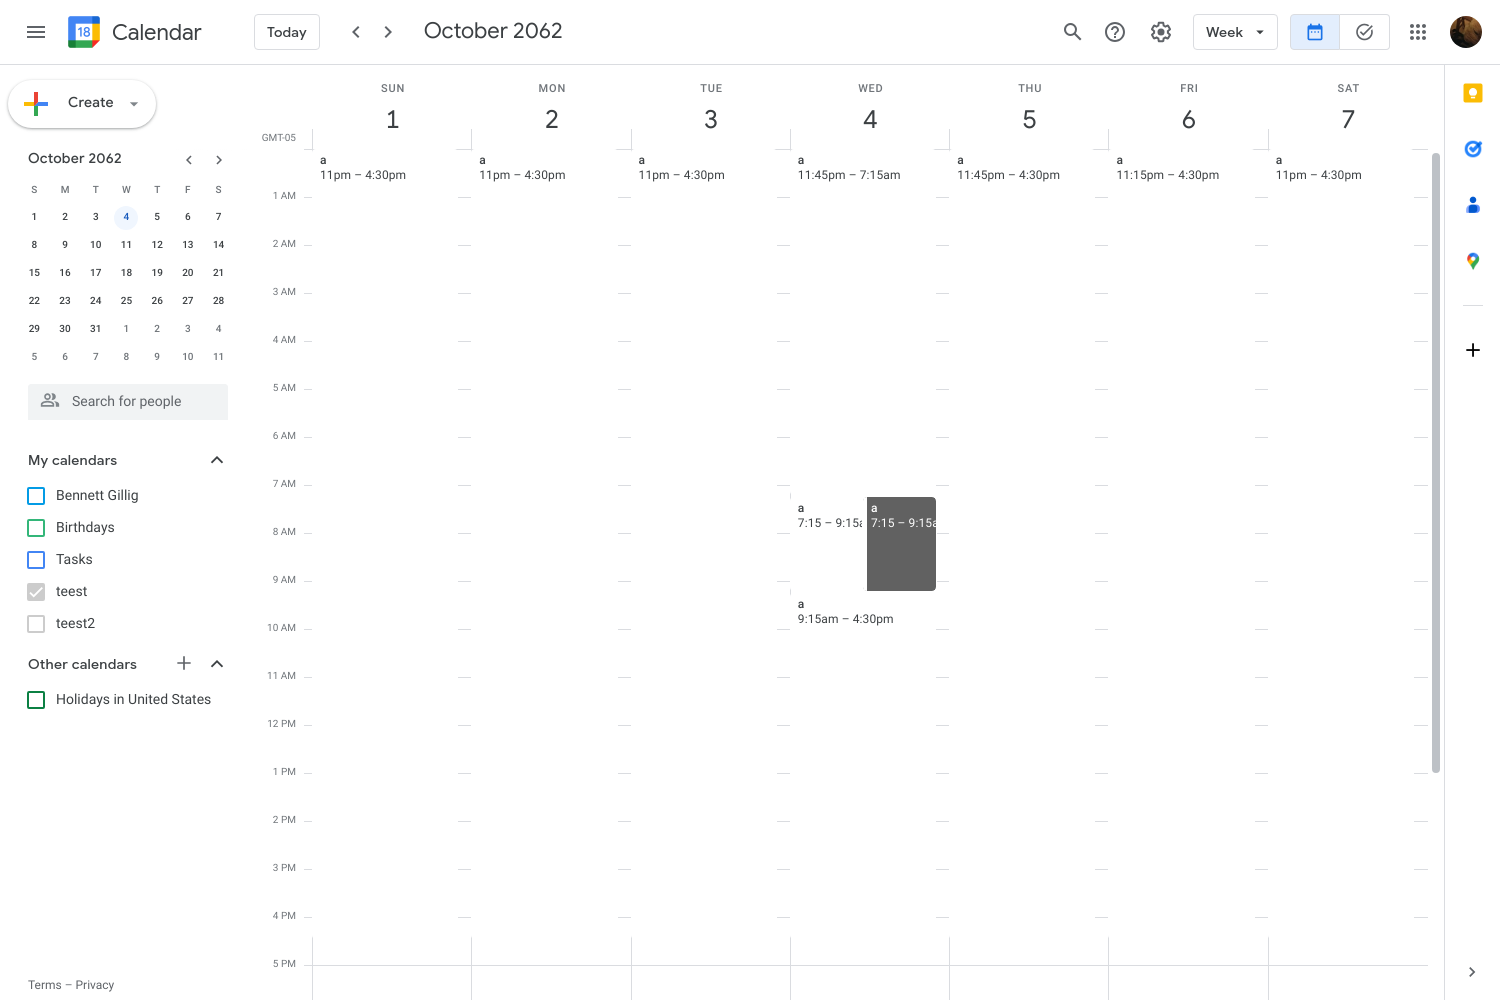 18 Calendar Today October 2062 Week
Create
October 2062
S M T W T F S
1 2 3 4 5 6 7
8 9 10 11 12 13 14
15 16 17 18 19 20 21
22 23 24 25 26 27 28
29 30 31 1 2 3 4
5 6 7 8 9 10 11
Search for people
My calendars
Bennett Gillig
Birthdays
Tasks
teest
teest2
Other calendars
Holidays in United States
Terms – Privacy
SUN MON TUE WED THU FRI SAT
1 2 3 4 5 6 7
GMT-05
a a a a a a a
11pm – 4:30pm 11pm – 4:30pm 11pm – 4:30pm 11:45pm – 7:15am 11:45pm – 4:30pm 11:15pm – 4:30pm 11pm – 4:30pm
1 AM
2 AM
3 AM
4 AM
5 AM
6 AM
7 AM
a a
7:15 – 9:15a 7:15 – 9:15a
8 AM
9 AM
a
9:15am – 4:30pm
10 AM
11 AM
12 PM
1 PM
2 PM
3 PM
4 PM
5 PM